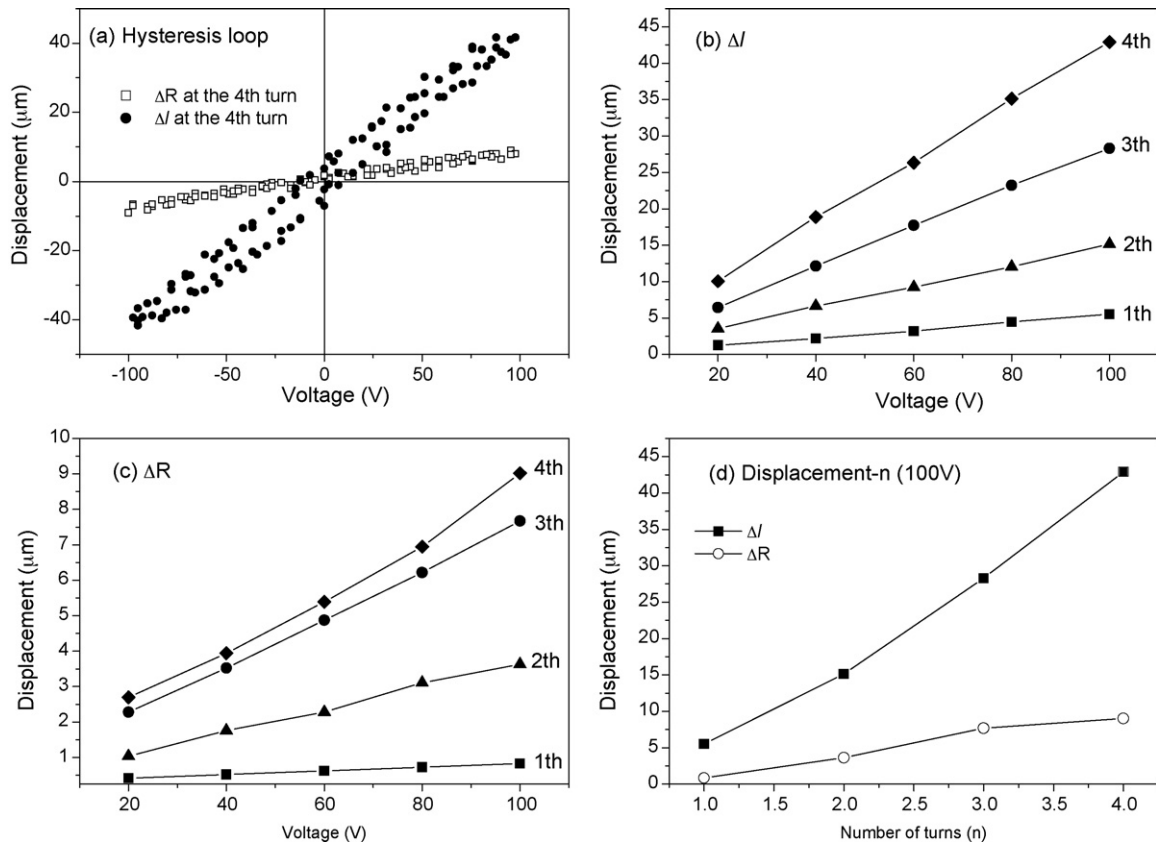 (a) Hysteresis loop
□ ΔR at the 4th turn
● Δl at the 4th turn
Displacement (μm)
40
20
0
-20
-40
-100 -50 0 50 100
Voltage (V)
(b) Δl
4th
3th
2th
1th
Displacement (μm)
45
40
35
30
25
20
15
10
5
0
20 40 60 80 100
Voltage (V)
(c) ΔR
4th
3th
2th
1th
Displacement (μm)
10
9
8
7
6
5
4
3
2
1
20 40 60 80 100
Voltage (V)
(d) Displacement-n (100V)
Δl
ΔR
Displacement (μm)
45
40
35
30
25
20
15
10
5
0
1.0 1.5 2.0 2.5 3.0 3.5 4.0
Number of turns (n)